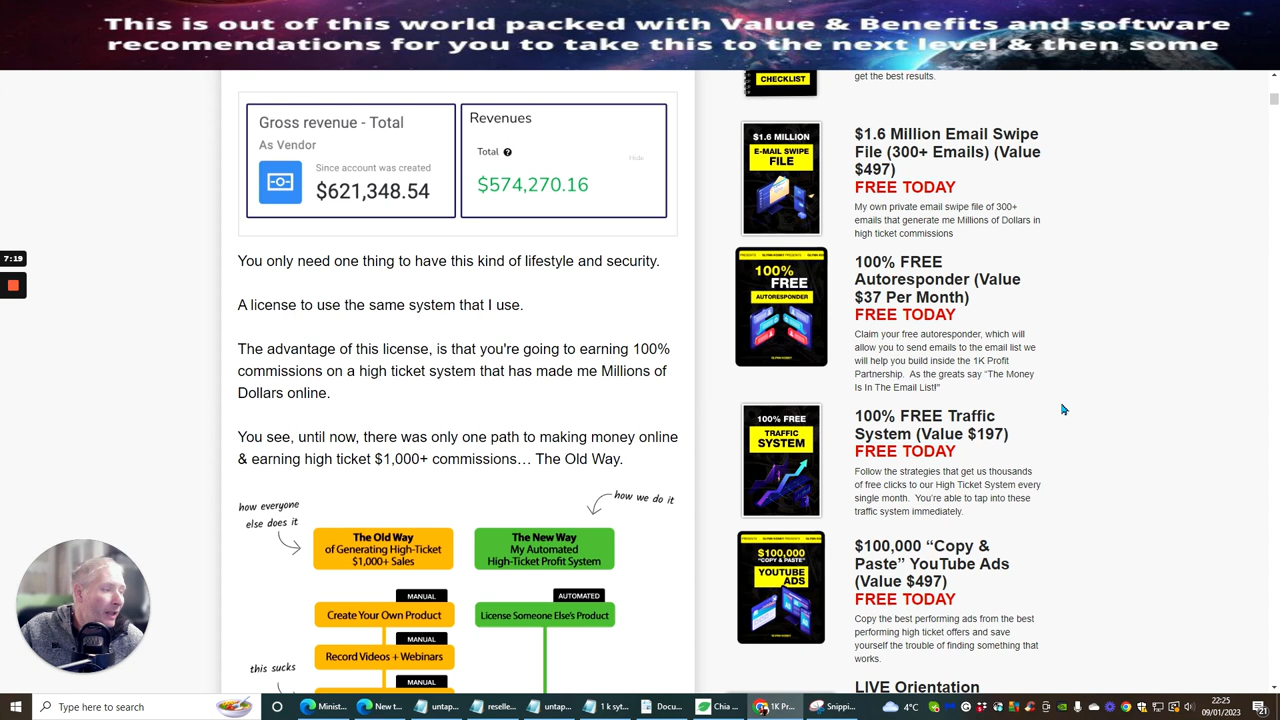 This is out of this world packed with Value & Benefits and software
recomendations for you to take this to the next level & then some
Gross revenue - Total
As Vendor
Since account was created
$621,348.54
Revenues
Total ?
Hide
$574,270.16
You only need one thing to have this kind of lifestyle and security.
A license to use the same system that I use.
The advantage of this license, is that you're going to earning 100%
commissions on a high ticket system that has made me Millions of
Dollars online.
You see, until now, there was only one path to making money online
& earning high ticket $1,000+ commissions… The Old Way.
how everyone
else does it
how we do it
The Old Way
of Generating High-Ticket
$1,000+ Sales
The New Way
My Automated
High-Ticket Profit System
MANUAL
Create Your Own Product
AUTOMATED
License Someone Else's Product
MANUAL
Record Videos + Webinars
this sucks
MANUAL
CHECKLIST
get the best results.
$1.6 MILLION
E-MAIL SWIPE
FILE
$1.6 Million Email Swipe
File (300+ Emails) (Value
$497)
FREE TODAY
My own private email swipe file of 300+
emails that generate me Millions of Dollars in
high ticket commissions
100%
FREE
AUTORESPONDER
100% FREE
Autoresponder (Value
$37 Per Month)
FREE TODAY
Claim your free autoresponder, which will
allow you to send emails to the email list we
will help you build inside the 1K Profit
Partnership. As the greats say “The Money
Is In The Email List!”
100% FREE
TRAFFIC
SYSTEM
100% FREE Traffic
System (Value $197)
FREE TODAY
Follow the strategies that get us thousands
of free clicks to our High Ticket System every
single month. You’re able to tap into these
traffic system immediately.
$100,000
“COPY & PASTE”
YOUTUBE
ADS
$100,000 “Copy &
Paste” YouTube Ads
(Value $497)
FREE TODAY
Copy the best performing ads from the best
performing high ticket offers and save
yourself the trouble of finding something that
works.
LIVE Orientation
7:19
Type here to search
Minist...
New t...
untap...
reselle...
untap...
1 k syt...
Docu...
Chia ...
1K Pr...
Snippi...
4°C
22:25
09/01/2023